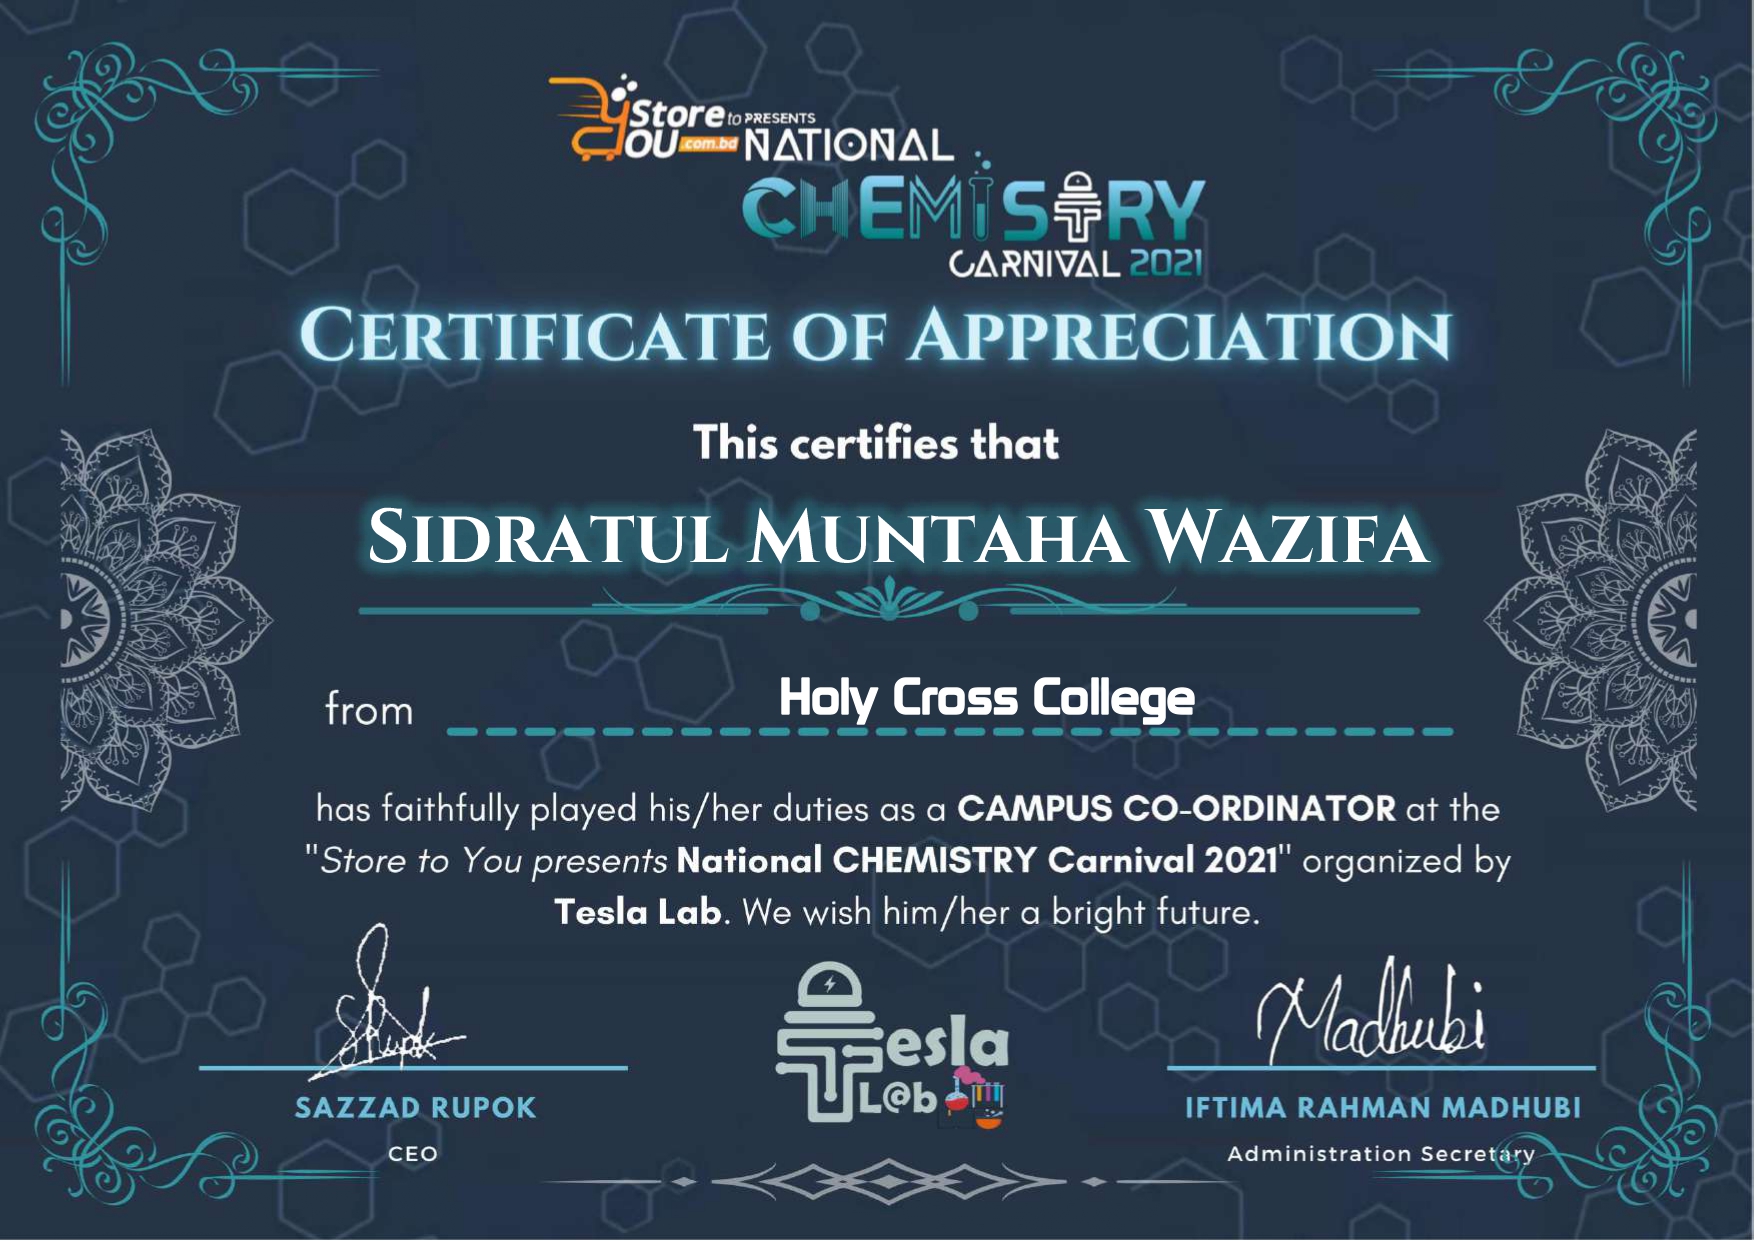 Store to YOU.com.bd PRESENTS
NATIONAL
CHEMISTRY
CARNIVAL 2021
CERTIFICATE OF APPRECIATION
This certifies that
SIDRATUL MUNTAHA WAZIFA
from Holy Cross College
has faithfully played his/her duties as a CAMPUS CO-ORDINATOR at the
"Store to You presents National CHEMISTRY Carnival 2021" organized by
Tesla Lab. We wish him/her a bright future.
SRupok
Madhubi
Tesla
L@b
SAZZAD RUPOK
CEO
IFTIMA RAHMAN MADHUBI
Administration Secretary